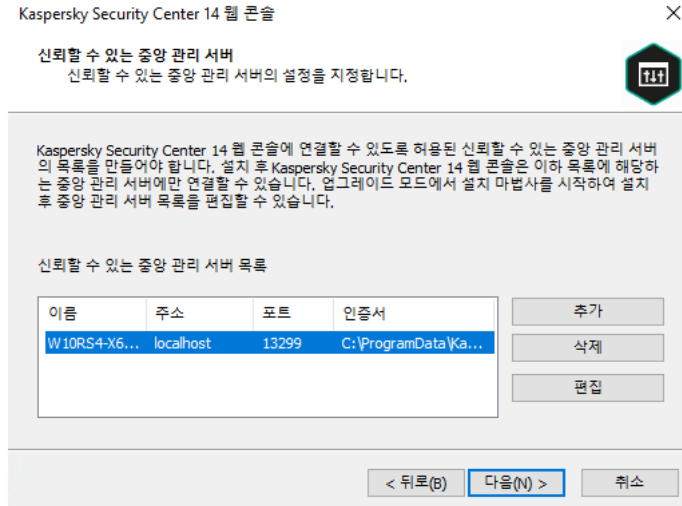 Kaspersky Security Center 14 웹 콘솔
신뢰할 수 있는 중앙 관리 서버
신뢰할 수 있는 중앙 관리 서버의 설정을 지정합니다.
Kaspersky Security Center 14 웹 콘솔에 연결할 수 있도록 허용된 신뢰할 수 있는 중앙 관리 서버
의 목록을 만들어야 합니다. 설치 후 Kaspersky Security Center 14 웹 콘솔은 이하 목록에 해당하
는 중앙 관리 서버에만 연결할 수 있습니다. 업그레이드 모드에서 설치 마법사를 시작하여 설치
후 중앙 관리 서버 목록을 편집할 수 있습니다.
신뢰할 수 있는 중앙 관리 서버 목록
이름 주소 포트 인증서
W10RS4-X6... localhost 13299 C:\ProgramData\Ka...
추가
삭제
편집
< 뒤로(B) 다음(N) > 취소